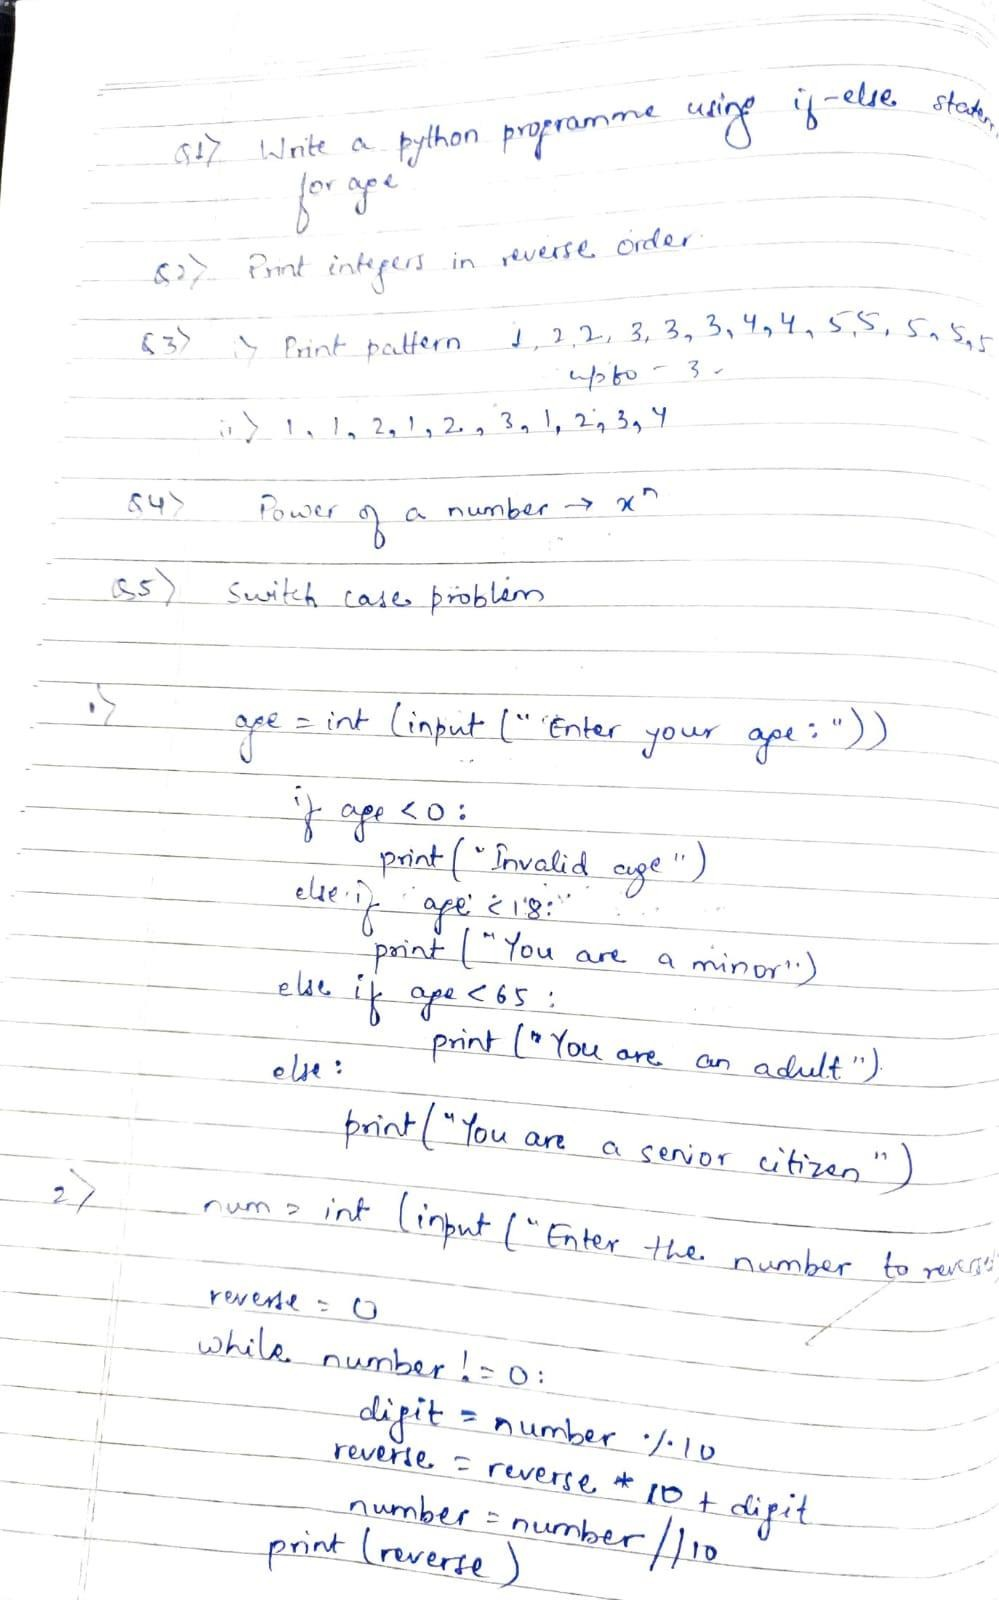 Q1> Write a python programme using if-else
for age
Q2> Print integers in reverse order.
Q3> i> Print pattern 1, 2, 2, 3, 3, 3, 4, 4, 5, 5, 5, 5, 5
upto - 3
ii> 1, 1, 2, 1, 2, 3, 1, 2, 3, 4
Q4> Power of a number → xⁿ
Q5> Switch case problem
1> age = int (input ("Enter your age: "))
if age < 0:
print ("Invalid age")
else if age < 18:
print ("You are a minor")
else if age < 65 :
print ("You are an adult").
else :
print ("You are a senior citizen")
2> num = int (input ("Enter the number to
reverse = 0
while number != 0:
digit = number % 10
reverse = reverse * 10 + digit
number = number // 10
print (reverse)